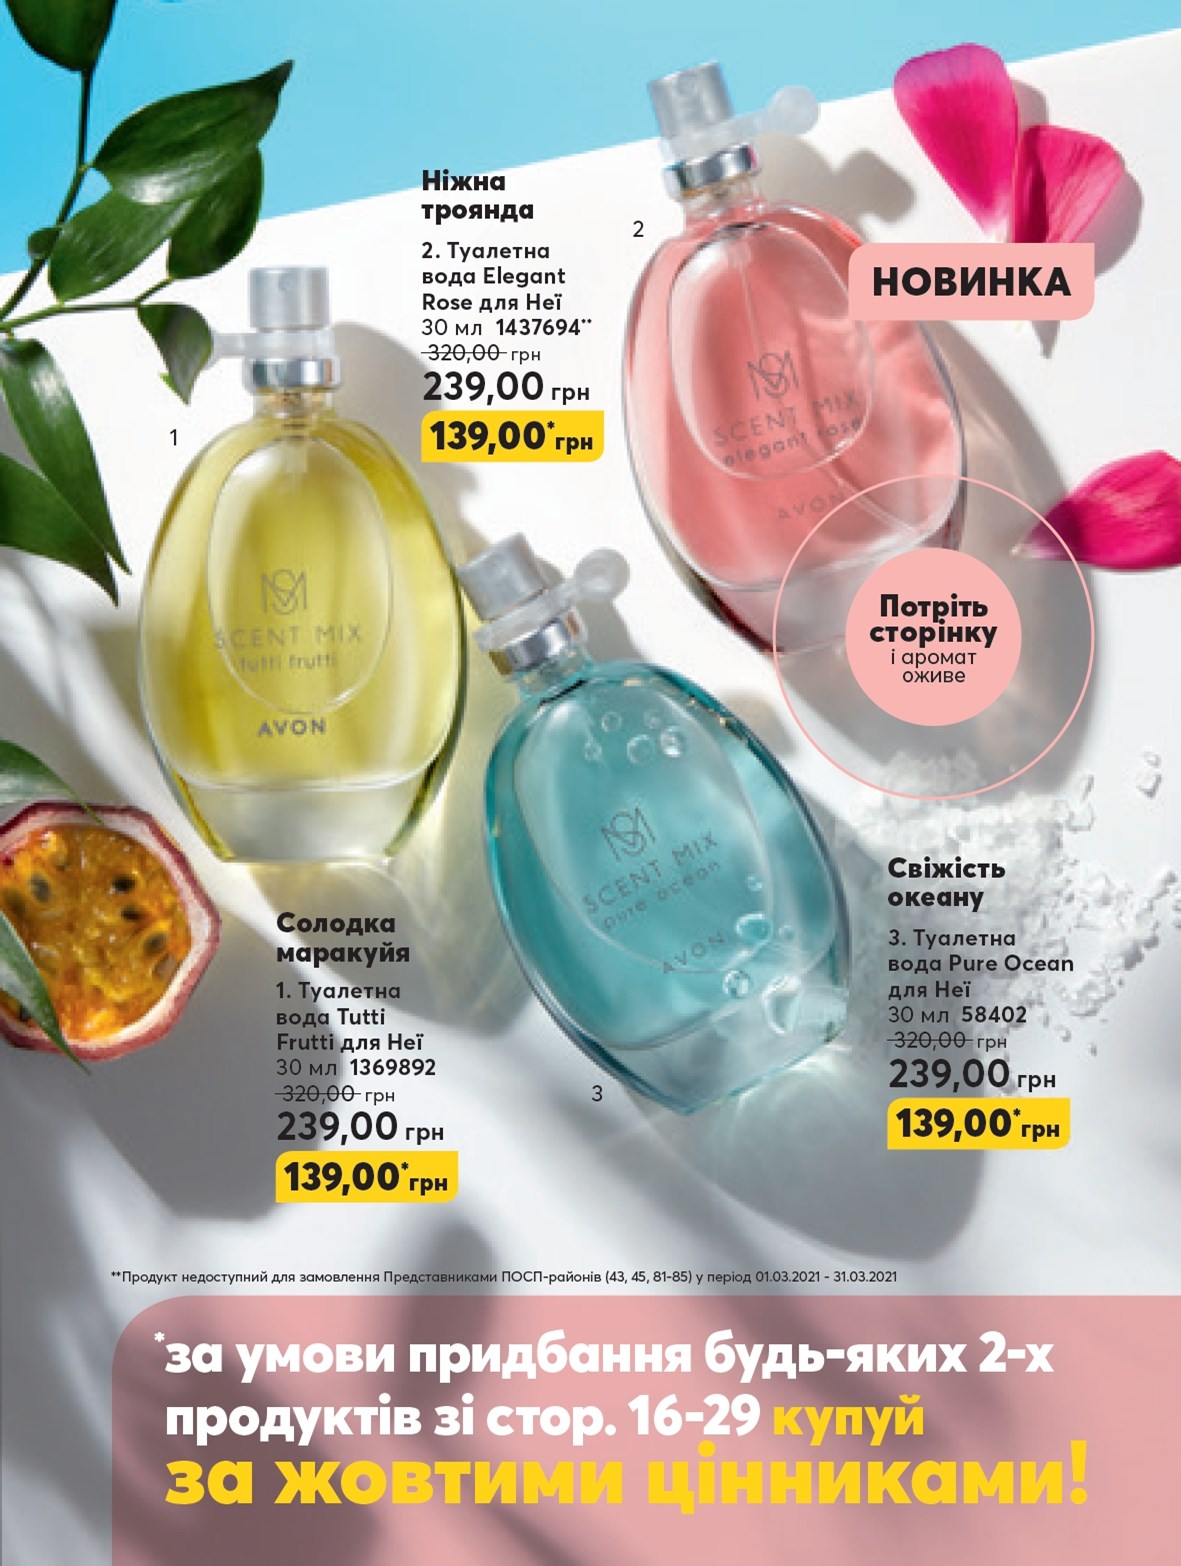 Ніжна
троянда
2. Туалетна
вода Elegant
Rose для Неї
30 мл 1437694**
320,00 грн
239,00 грн
139,00*грн
2
НОВИНКА
SCENT MIX
elegant rose
AVON
1
SCENT MIX
tutti frutti
AVON
Потріть
сторінку
і аромат
оживе
SCENT MIX
pure ocean
AVON
3
Солодка
маракуйя
1. Туалетна
вода Tutti
Frutti для Неї
30 мл 1369892
320,00 грн
239,00 грн
139,00*грн
Свіжість
океану
3. Туалетна
вода Pure Ocean
для Неї
30 мл 58402
320,00 грн
239,00 грн
139,00*грн
**Продукт недоступний для замовлення Представниками ПОСП-районів (43, 45, 81-85) у період 01.03.2021 - 31.03.2021
*за умови придбання будь-яких 2-х
продуктів зі стор. 16-29 купуй
за жовтими цінниками!